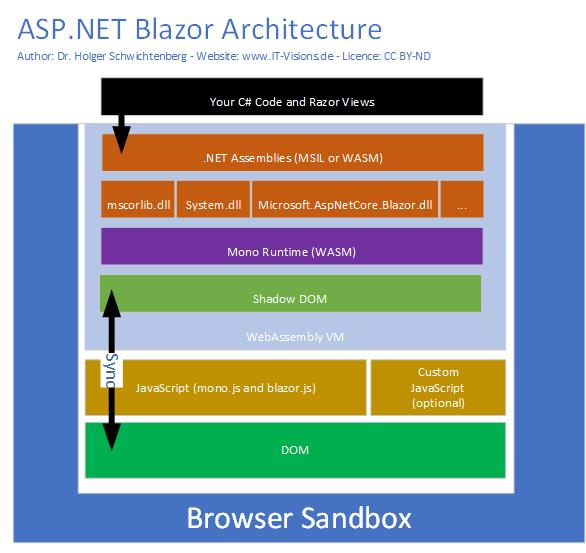 ASP.NET Blazor Architecture
Author: Dr. Holger Schwichtenberg - Website: www.IT-Visions.de - Licence: CC BY-ND
Your C# Code and Razor Views
.NET Assemblies (MSIL or WASM)
mscorlib.dll
System.dll
Microsoft.AspNetCore.Blazor.dll
...
Mono Runtime (WASM)
Shadow DOM
WebAssembly VM
Sync
JavaScript (mono.js and blazor.js)
Custom
JavaScript
(optional)
DOM
Browser Sandbox